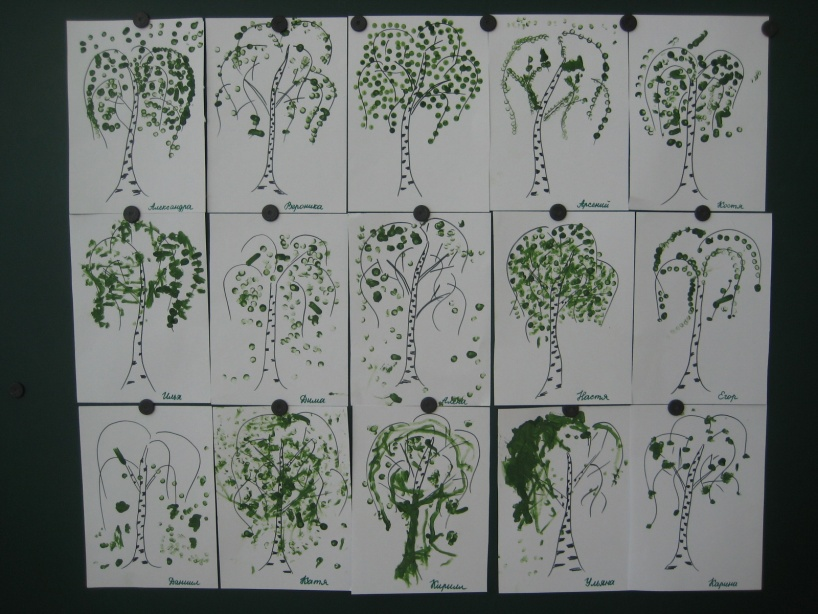 Александра
Вероника
Арсений
Костя
Илья
Дима
Настя
Егор
Даниил
Катя
Кирилл
Ульяна
Карина